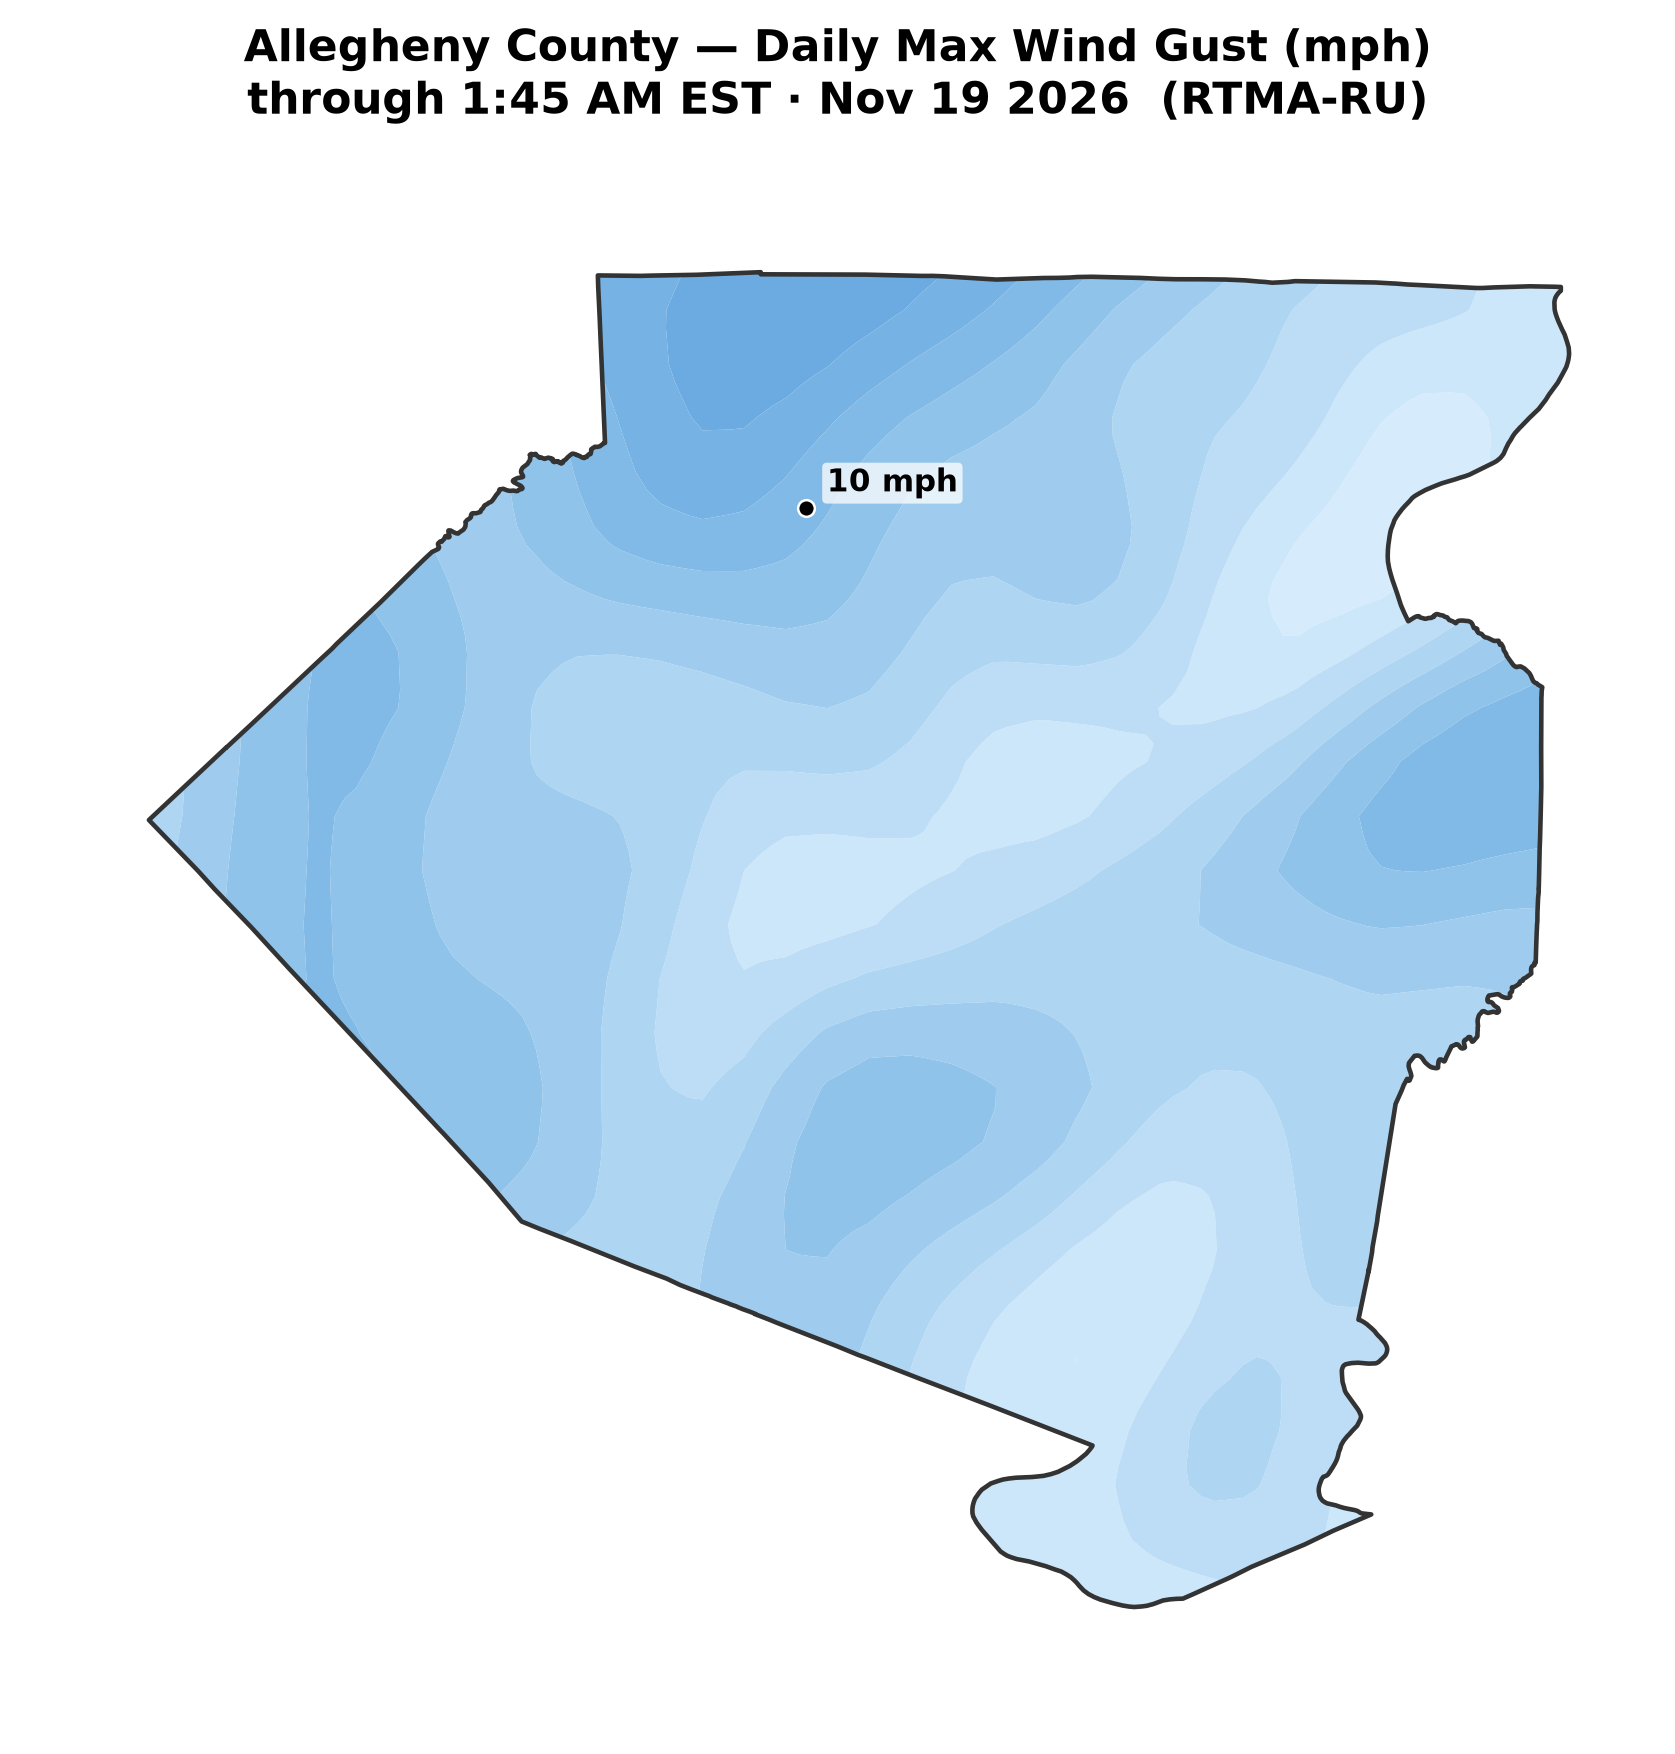 Allegheny County — Daily Max Wind Gust (mph)
through 1:45 AM EST · Nov 19 2026 (RTMA-RU)
10 mph